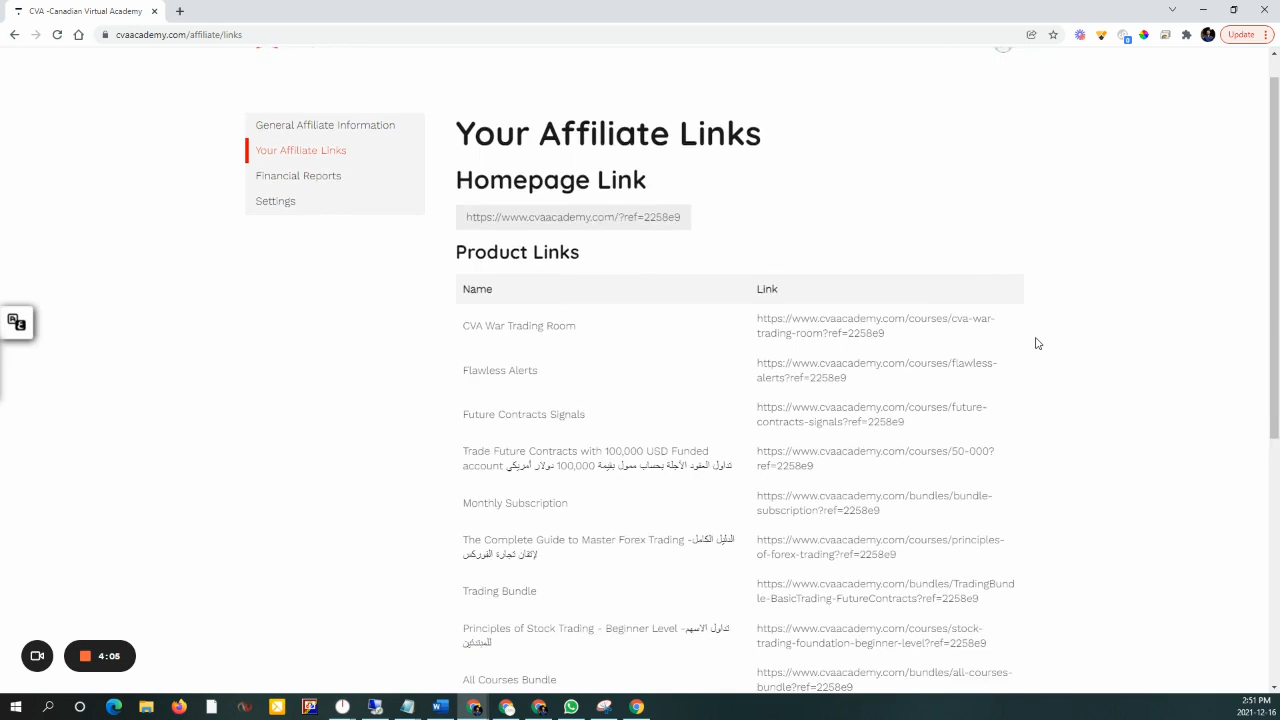 CVA -Canadian Virtual Academy
cvaacademy.com/affiliate/links
Update
General Affiliate Information
Your Affiliate Links
Financial Reports
Settings
Your Affiliate Links
Homepage Link
https://www.cvaacademy.com/?ref=2258e9
Product Links
Name
Link
CVA War Trading Room
https://www.cvaacademy.com/courses/cva-war-
trading-room?ref=2258e9
Flawless Alerts
https://www.cvaacademy.com/courses/flawless-
alerts?ref=2258e9
Future Contracts Signals
https://www.cvaacademy.com/courses/future-
contracts-signals?ref=2258e9
Trade Future Contracts with 100,000 USD Funded
account تداول العقود الآجلة بحساب ممول بقيمة 100,000 دولار أمريكي
https://www.cvaacademy.com/courses/50-000?
ref=2258e9
Monthly Subscription
https://www.cvaacademy.com/bundles/bundle-
subscription?ref=2258e9
The Complete Guide to Master Forex Trading -الدليل الكامل
لإتقان تجارة الفوركس
https://www.cvaacademy.com/courses/principles-
of-forex-trading?ref=2258e9
Trading Bundle
https://www.cvaacademy.com/bundles/TradingBund
le-BasicTrading-FutureContracts?ref=2258e9
Principles of Stock Trading - Beginner Level -تداول الاسهم
للمبتدئين
https://www.cvaacademy.com/courses/stock-
trading-foundation-beginner-level?ref=2258e9
All Courses Bundle
https://www.cvaacademy.com/bundles/all-courses-
bundle?ref=2258e9
4:05
2:51 PM
2021-12-16